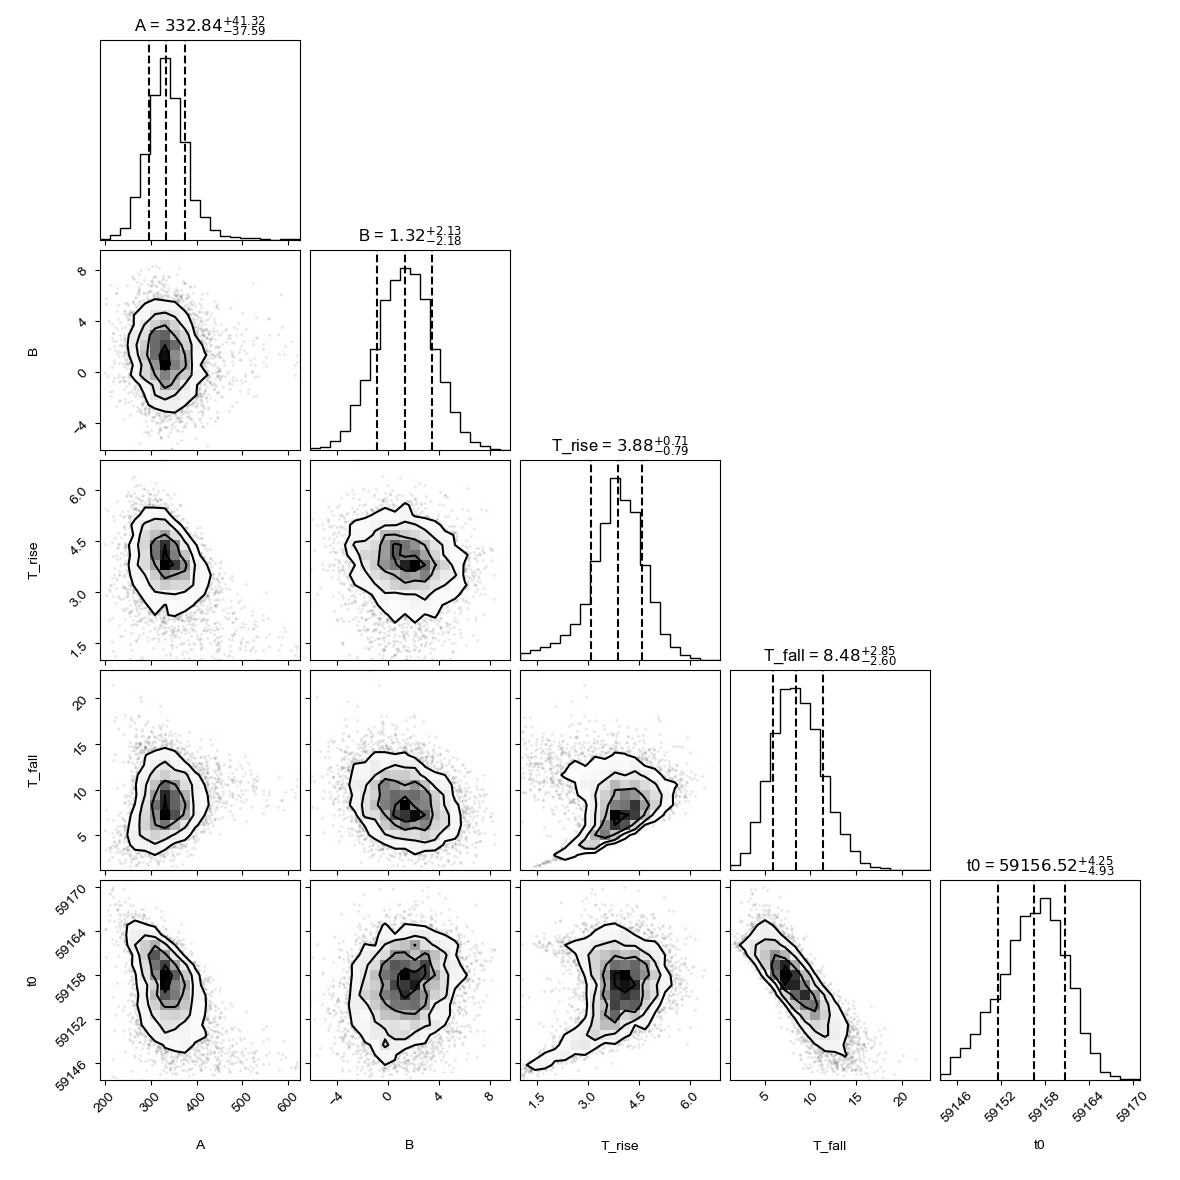 A = 332.84+41.32−37.59
B = 1.32+2.13−2.18
8
4
0
−4
B
T_rise = 3.88+0.71−0.79
6.0
4.5
3.0
1.5
T_rise
T_fall = 8.48+2.85−2.60
20
15
10
5
T_fall
t0 = 59156.52+4.25−4.93
59170
59164
59158
59152
59146
t0
200 300 400 500 600
−4 0 4 8
1.5 3.0 4.5 6.0
5 10 15 20
59146 59152 59158 59164 59170
A B T_rise T_fall t0